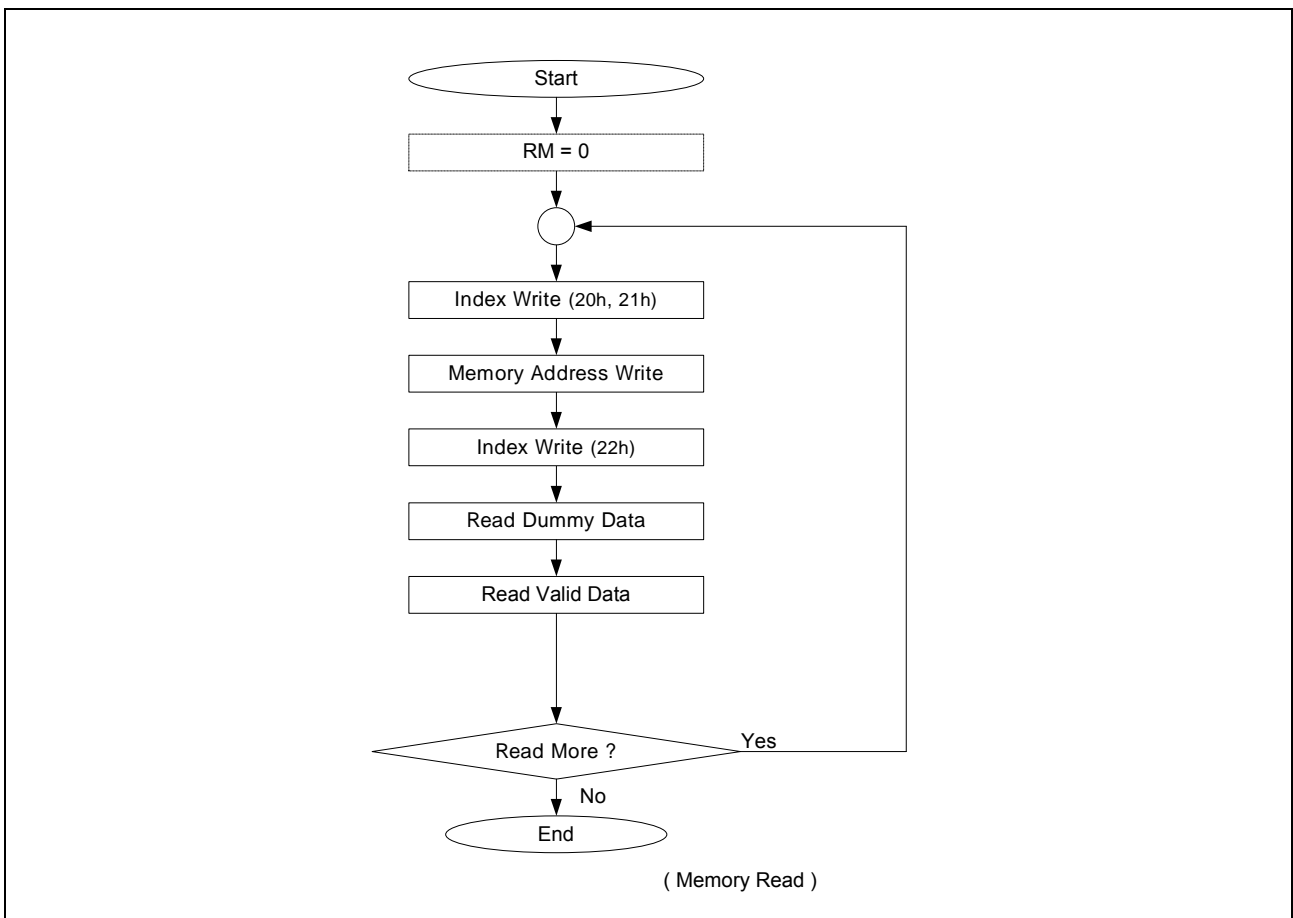 Start
RM = 0
Index Write (20h, 21h)
Memory Address Write
Index Write (22h)
Read Dummy Data
Read Valid Data
Read More ?
Yes
No
End
( Memory Read )